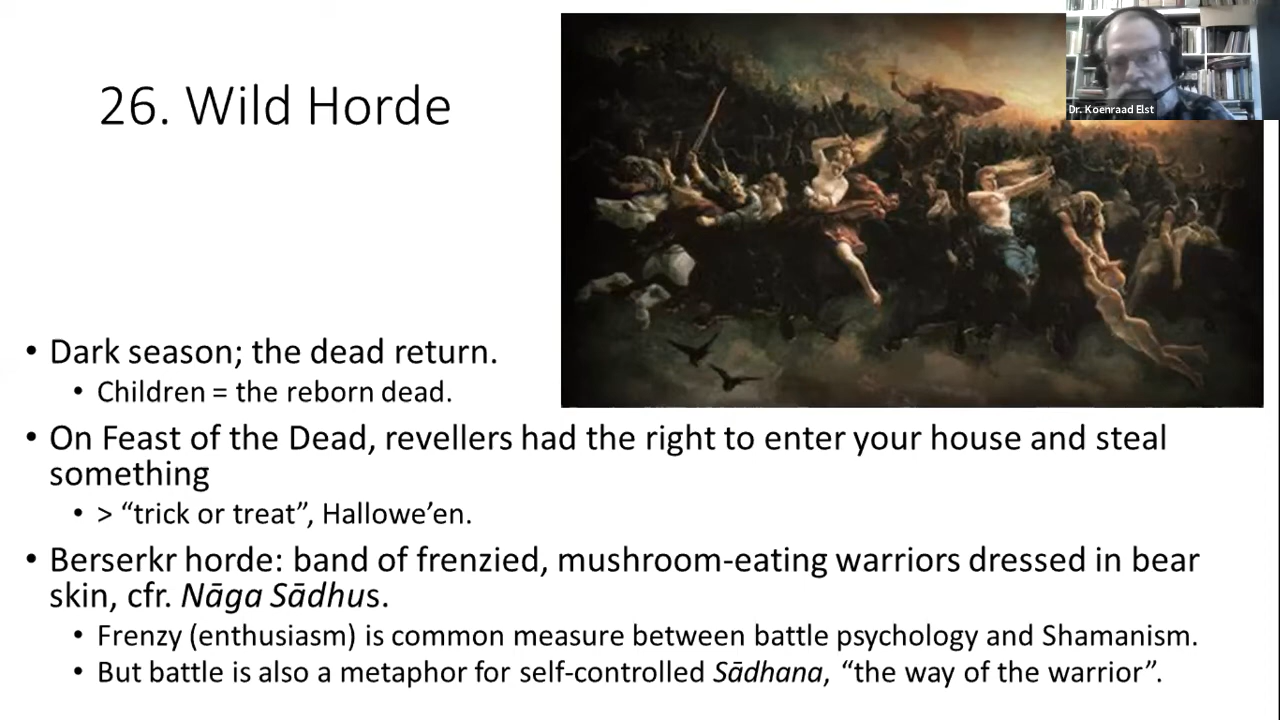 26. Wild Horde
Dr. Koenraad Elst
• Dark season; the dead return.
• Children = the reborn dead.
• On Feast of the Dead, revellers had the right to enter your house and steal
something
• > “trick or treat”, Hallowe’en.
• Berserkr horde: band of frenzied, mushroom-eating warriors dressed in bear
skin, cfr. Nāga Sādhus.
• Frenzy (enthusiasm) is common measure between battle psychology and Shamanism.
• But battle is also a metaphor for self-controlled Sādhana, “the way of the warrior”.